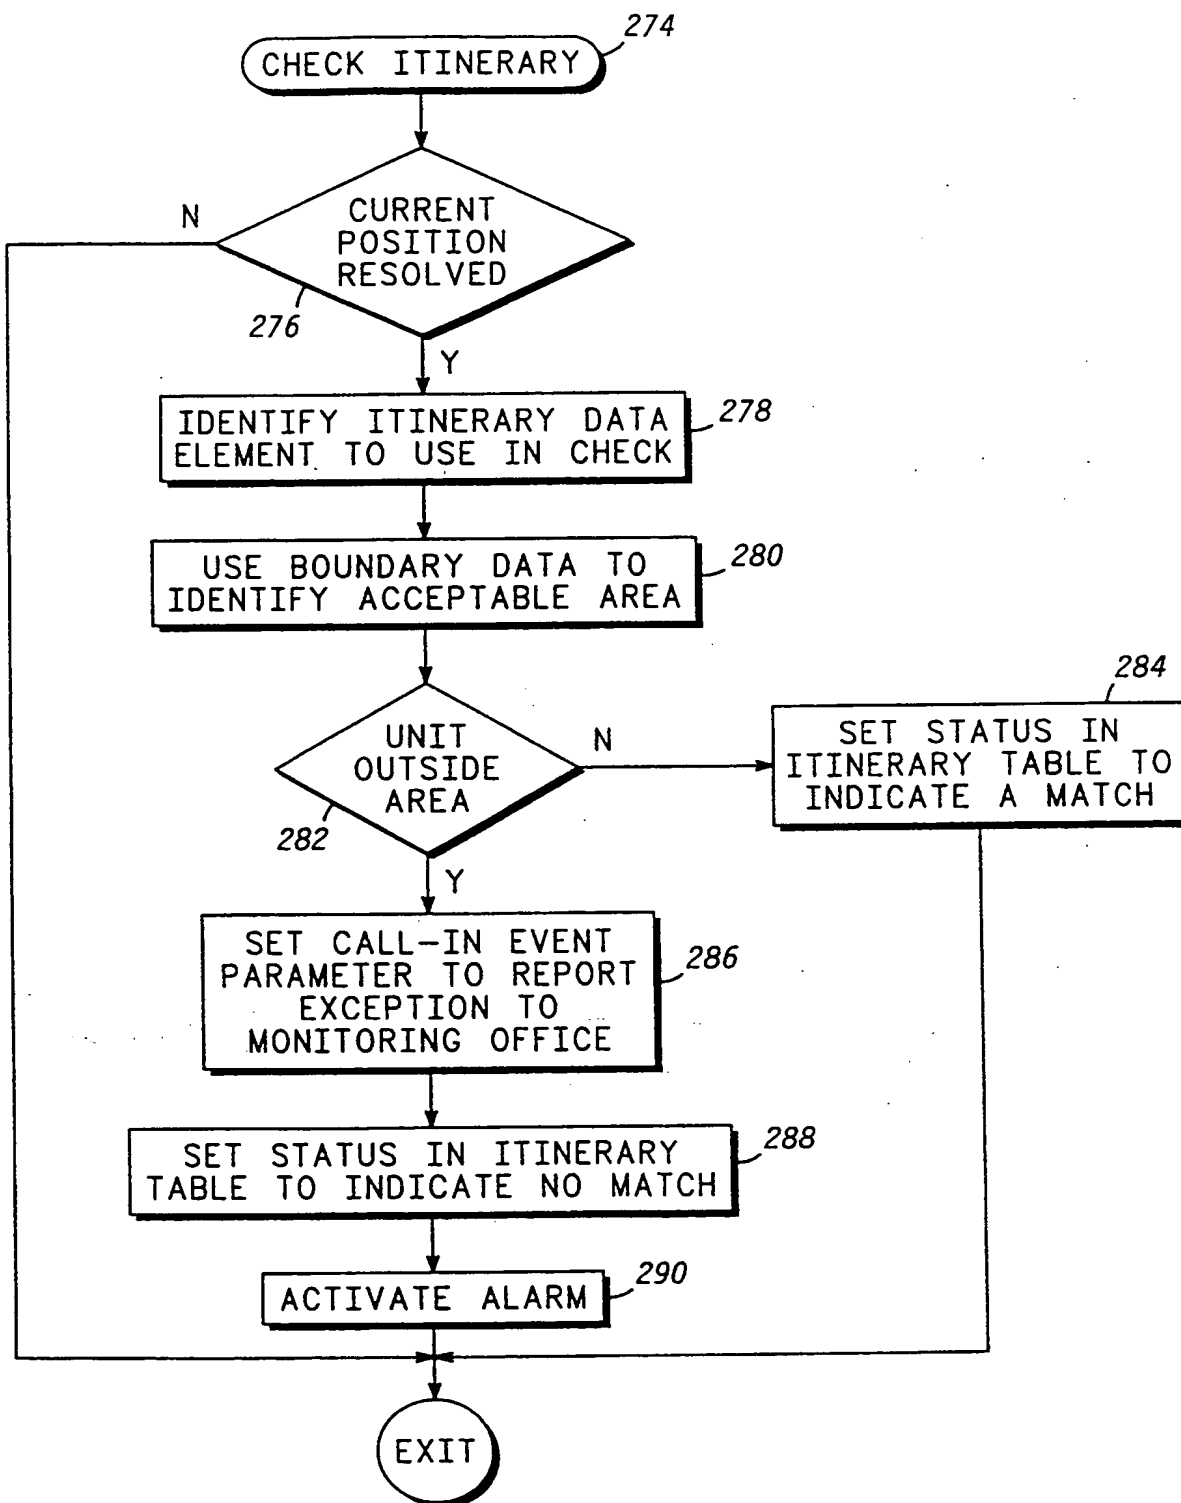 274
CHECK ITINERARY
N
CURRENT
POSITION
RESOLVED
276
Y
IDENTIFY ITINERARY DATA
ELEMENT TO USE IN CHECK
278
USE BOUNDARY DATA TO
IDENTIFY ACCEPTABLE AREA
280
UNIT
OUTSIDE
AREA
N
282
284
SET STATUS IN
ITINERARY TABLE TO
INDICATE A MATCH
Y
SET CALL-IN EVENT
PARAMETER TO REPORT
EXCEPTION TO
MONITORING OFFICE
286
SET STATUS IN ITINERARY
TABLE TO INDICATE NO MATCH
288
ACTIVATE ALARM
290
EXIT